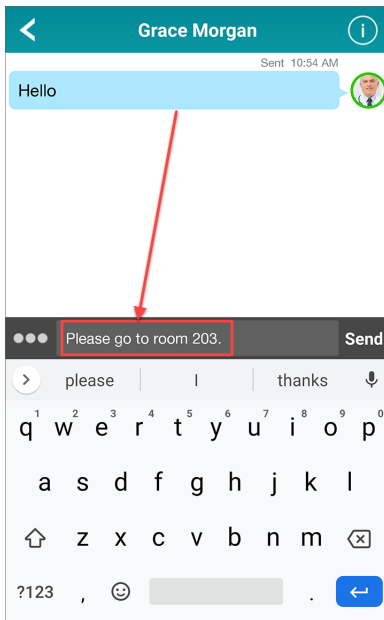 Grace Morgan
Sent 10:54 AM
Hello
Please go to room 203. Send
please I thanks
1 2 3 4 5 6 7 8 9 0
q w e r t y u i o p
a s d f g h j k l
z x c v b n m
?123 , .